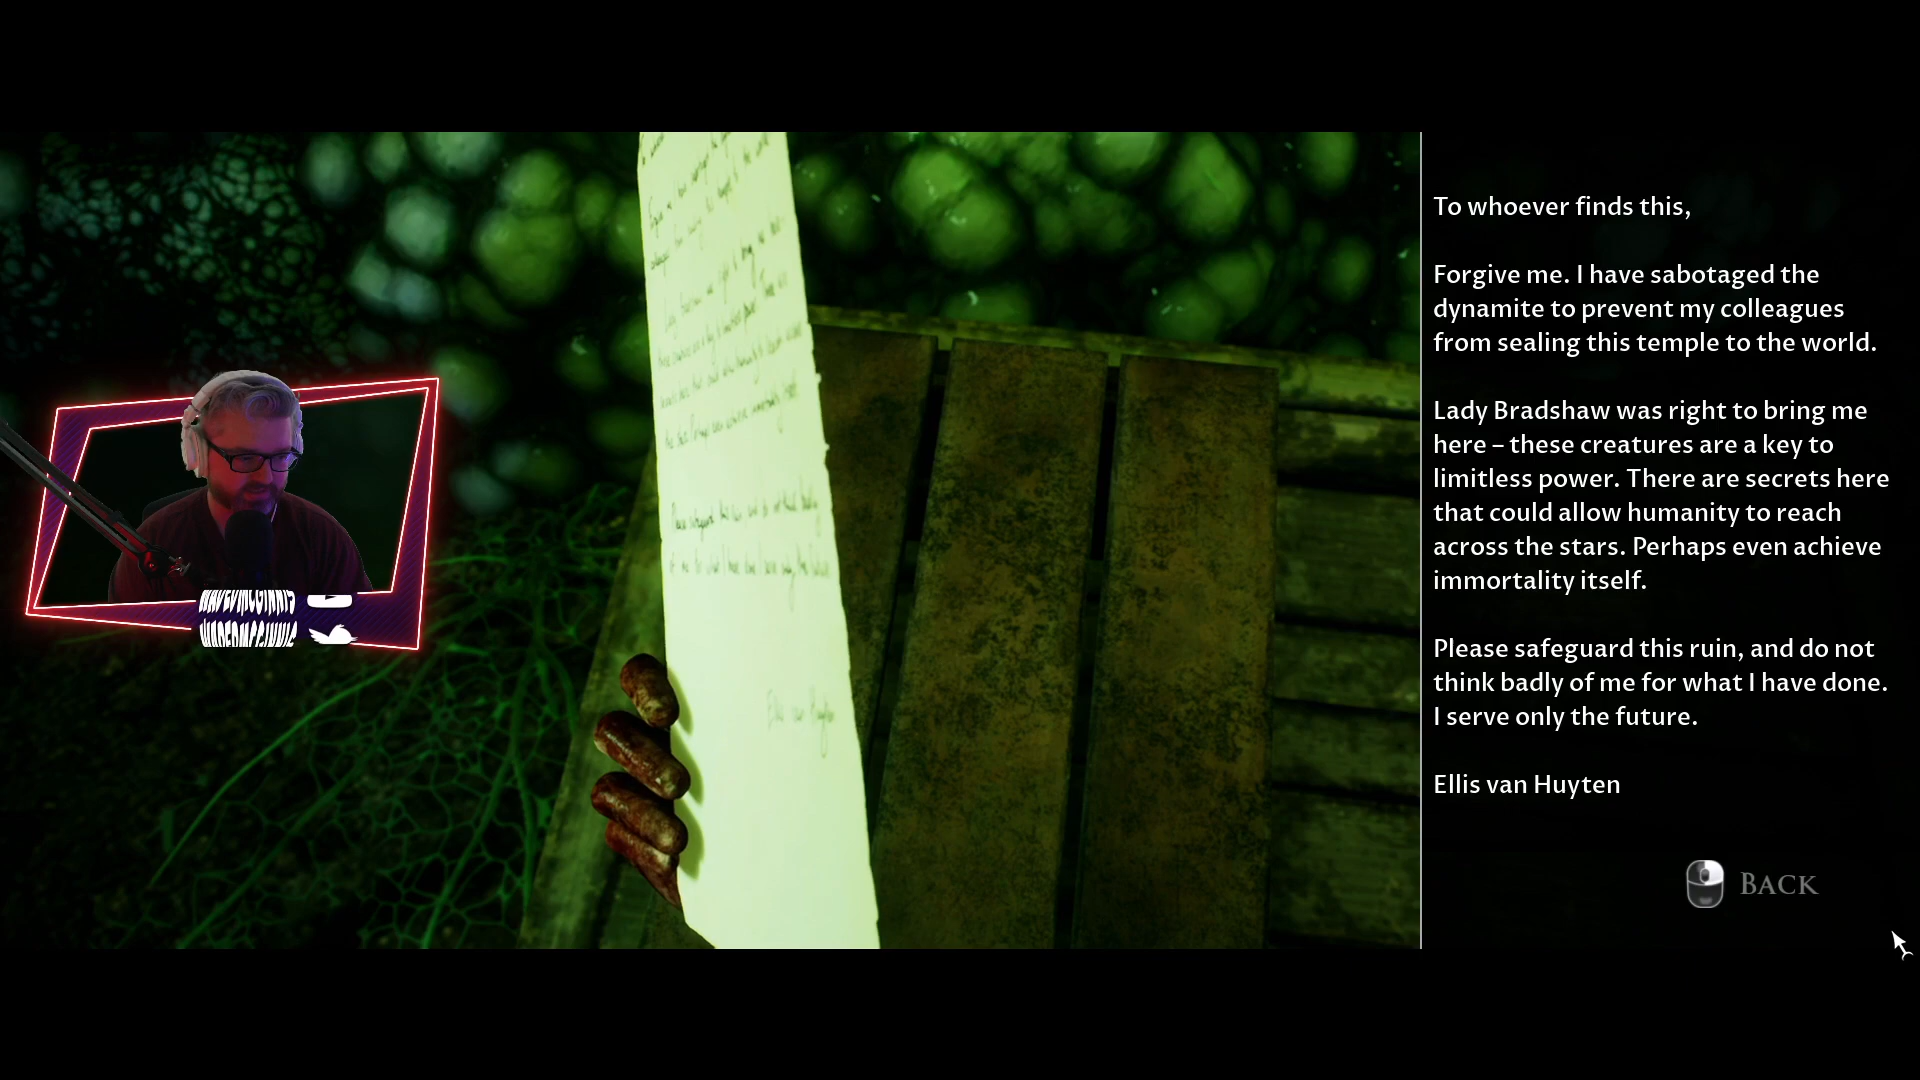 To whoever finds this,
Forgive me. I have sabotaged the
dynamite to prevent my colleagues
from sealing this temple to the world.
Lady Bradshaw was right to bring me
here – these creatures are a key to
limitless power. There are secrets here
that could allow humanity to reach
across the stars. Perhaps even achieve
immortality itself.
Please safeguard this ruin, and do not
think badly of me for what I have done.
I serve only the future.
Ellis van Huyten
BACK